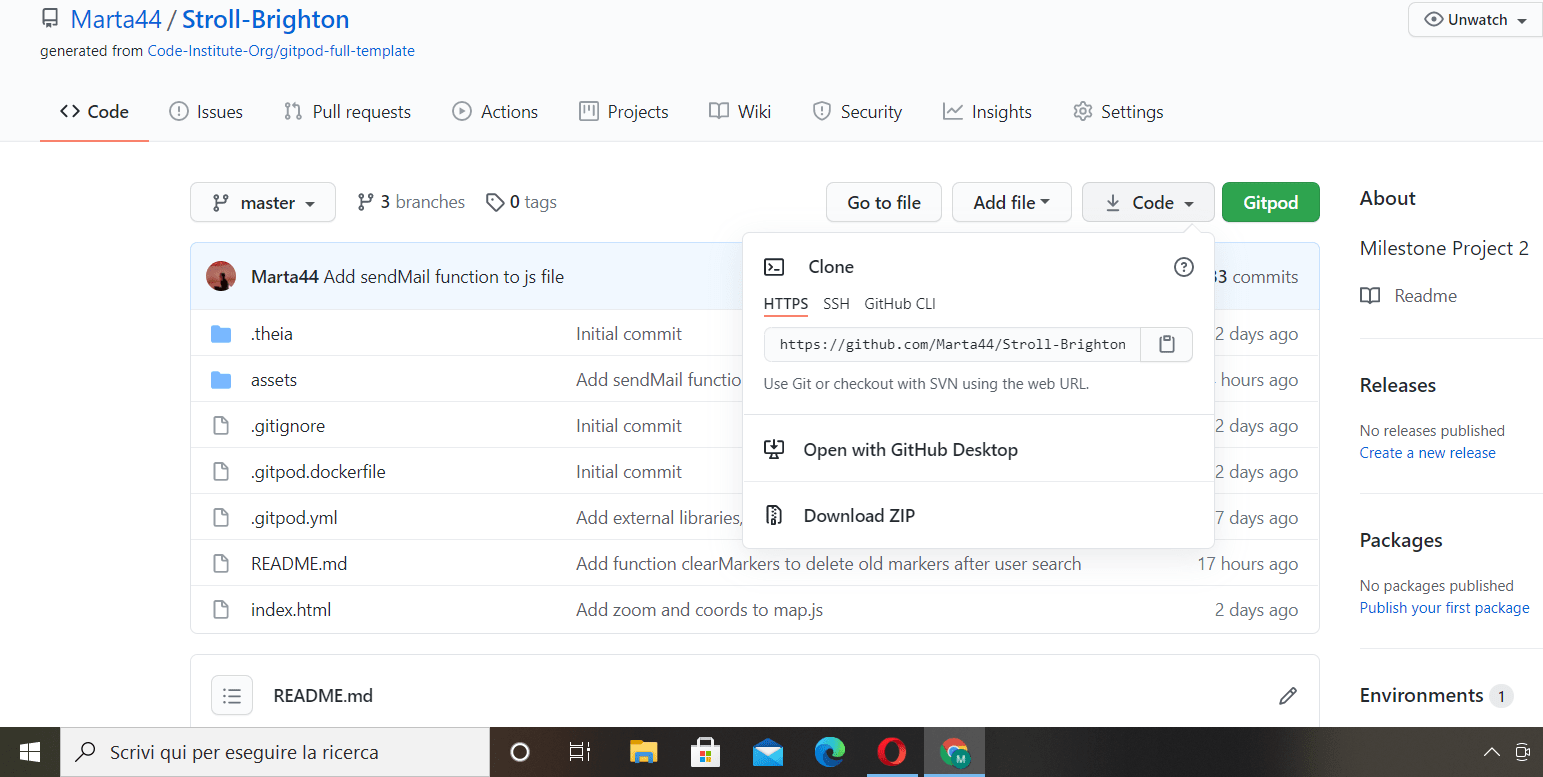 Marta44 / Stroll-Brighton
Unwatch
generated from Code-Institute-Org/gitpod-full-template
Code Issues Pull requests Actions Projects Wiki Security Insights Settings
master 3 branches 0 tags Go to file Add file Code Gitpod
About
Milestone Project 2
Readme
Marta44 Add sendMail function to js file
commits
.theia Initial commit 2 days ago
assets Add sendMail functio hours ago
.gitignore Initial commit 2 days ago
.gitpod.dockerfile Initial commit 2 days ago
.gitpod.yml Add external libraries, 7 days ago
README.md Add function clearMarkers to delete old markers after user search 17 hours ago
index.html Add zoom and coords to map.js 2 days ago
Clone
HTTPS SSH GitHub CLI
https://github.com/Marta44/Stroll-Brighton
Use Git or checkout with SVN using the web URL.
Open with GitHub Desktop
Download ZIP
Releases
No releases published
Create a new release
Packages
No packages published
Publish your first package
Environments 1
README.md
Scrivi qui per eseguire la ricerca
M